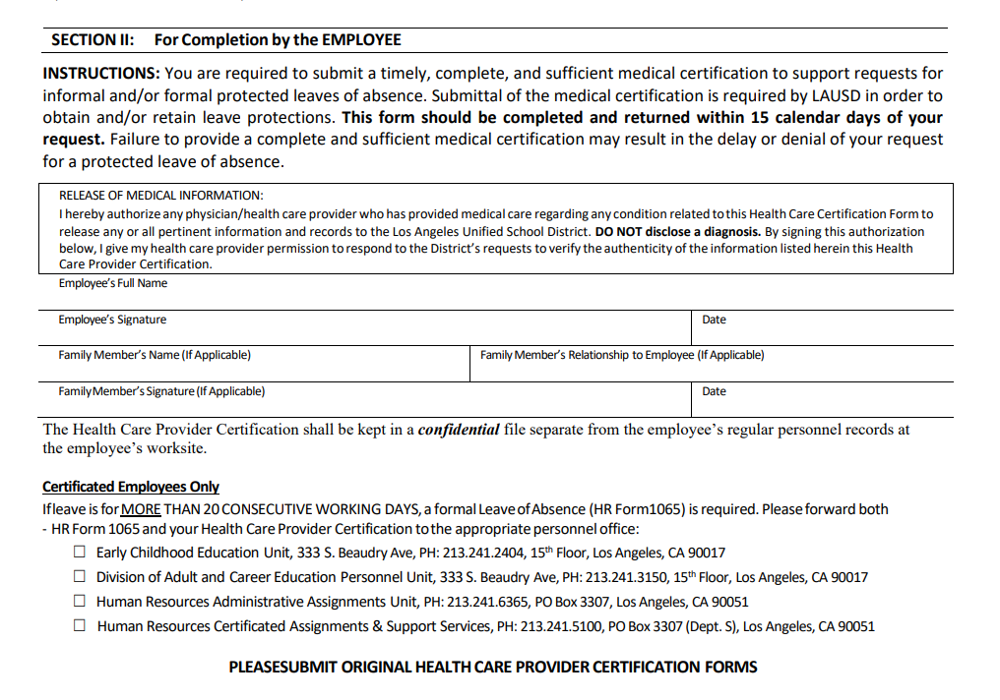 SECTION II: For Completion by the EMPLOYEE
INSTRUCTIONS: You are required to submit a timely, complete, and sufficient medical certification to support requests for
informal and/or formal protected leaves of absence. Submittal of the medical certification is required by LAUSD in order to
obtain and/or retain leave protections. This form should be completed and returned within 15 calendar days of your
request. Failure to provide a complete and sufficient medical certification may result in the delay or denial of your request
for a protected leave of absence.
RELEASE OF MEDICAL INFORMATION:
I hereby authorize any physician/health care provider who has provided medical care regarding any condition related to this Health Care Certification Form to
release any or all pertinent information and records to the Los Angeles Unified School District. DO NOT disclose a diagnosis. By signing this authorization
below, I give my health care provider permission to respond to the District's requests to verify the authenticity of the information listed herein this Health
Care Provider Certification.
Employee's Full Name
Employee's Signature Date
Family Member's Name (If Applicable) Family Member's Relationship to Employee (If Applicable)
Family Member's Signature (If Applicable) Date
The Health Care Provider Certification shall be kept in a confidential file separate from the employee's regular personnel records at
the employee's worksite.
Certificated Employees Only
If leave is for MORE THAN 20 CONSECUTIVE WORKING DAYS, a formal Leave of Absence (HR Form1065) is required. Please forward both
- HR Form 1065 and your Health Care Provider Certification to the appropriate personnel office:
☐ Early Childhood Education Unit, 333 S. Beaudry Ave, PH: 213.241.2404, 15th Floor, Los Angeles, CA 90017
☐ Division of Adult and Career Education Personnel Unit, 333 S. Beaudry Ave, PH: 213.241.3150, 15th Floor, Los Angeles, CA 90017
☐ Human Resources Administrative Assignments Unit, PH: 213.241.6365, PO Box 3307, Los Angeles, CA 90051
☐ Human Resources Certificated Assignments & Support Services, PH: 213.241.5100, PO Box 3307 (Dept. S), Los Angeles, CA 90051
PLEASESUBMIT ORIGINAL HEALTH CARE PROVIDER CERTIFICATION FORMS